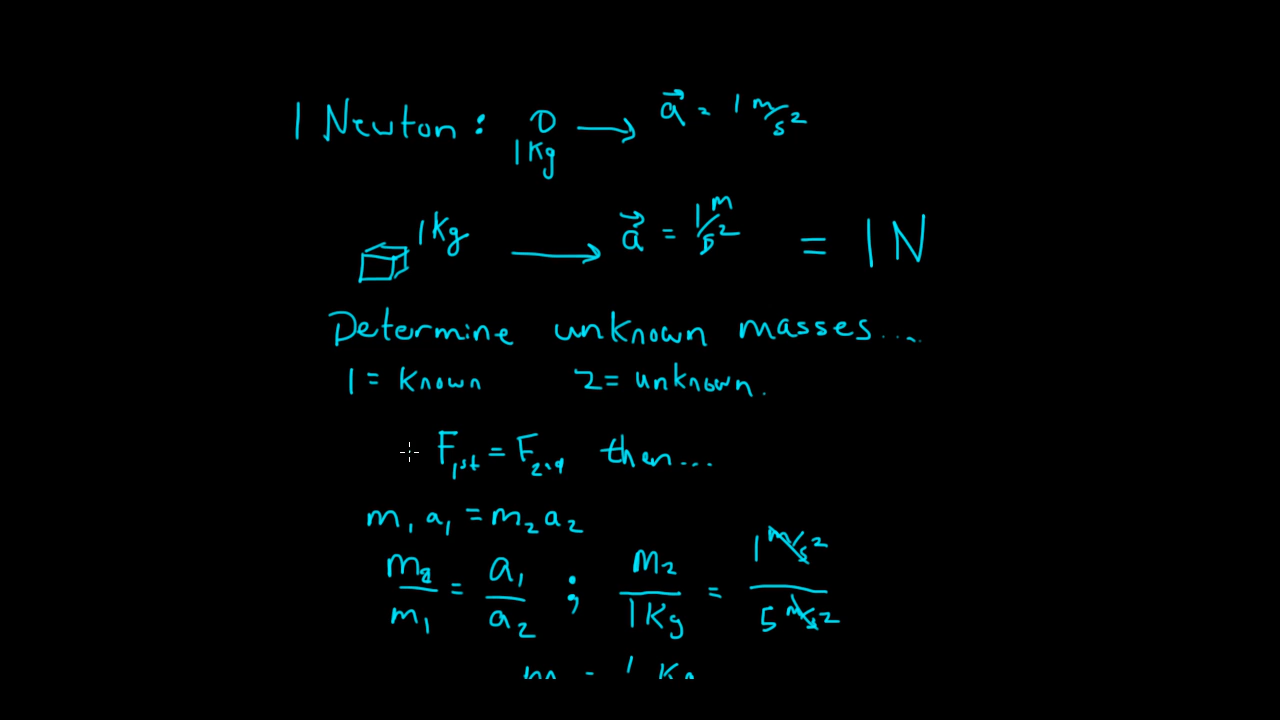 1 Newton: 1Kg → a⃗ = 1 m/s²
1Kg → a⃗ = 1 m/s² = 1N
Determine unknown masses....
1 = known 2 = unknown.
F1st = F2nd then...
m₁ a₁ = m₂ a₂
m₂/m₁ = a₁/a₂ ; m₂/1Kg = 1 m/s² / 5 m/s²